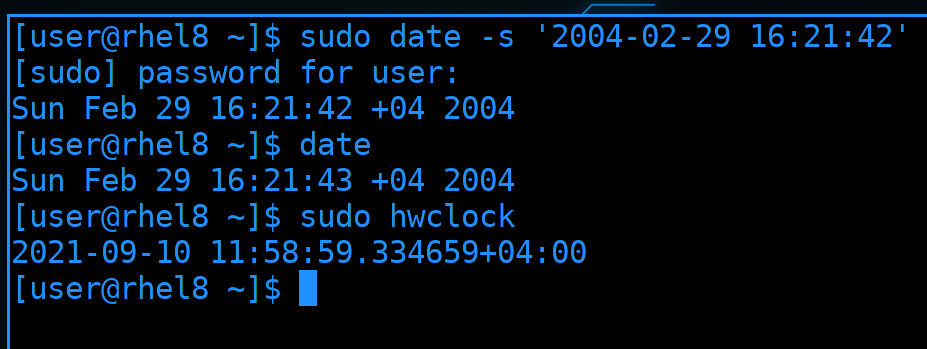 [user@rhel8 ~]$ sudo date -s '2004-02-29 16:21:42'
[sudo] password for user:
Sun Feb 29 16:21:42 +04 2004
[user@rhel8 ~]$ date
Sun Feb 29 16:21:43 +04 2004
[user@rhel8 ~]$ sudo hwclock
2021-09-10 11:58:59.334659+04:00
[user@rhel8 ~]$